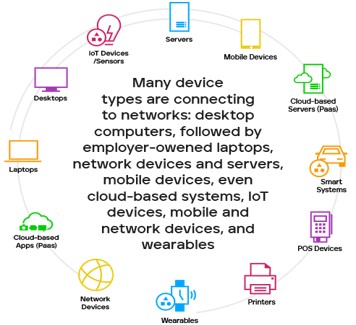 Servers
IoT Devices
/Sensors
Mobile Devices
Desktops
Cloud-based
Servers (Paas)
Many device
types are connecting
to networks: desktop
computers, followed by
employer-owened laptops,
network devices and servers,
mobile devices, even
cloud-based systems, IoT
devices, mobile and
network devices, and
wearables
Laptops
Smart
Systems
Cloud-based
Apps (Paas)
POS Devices
Network
Devices
Printers
Wearables